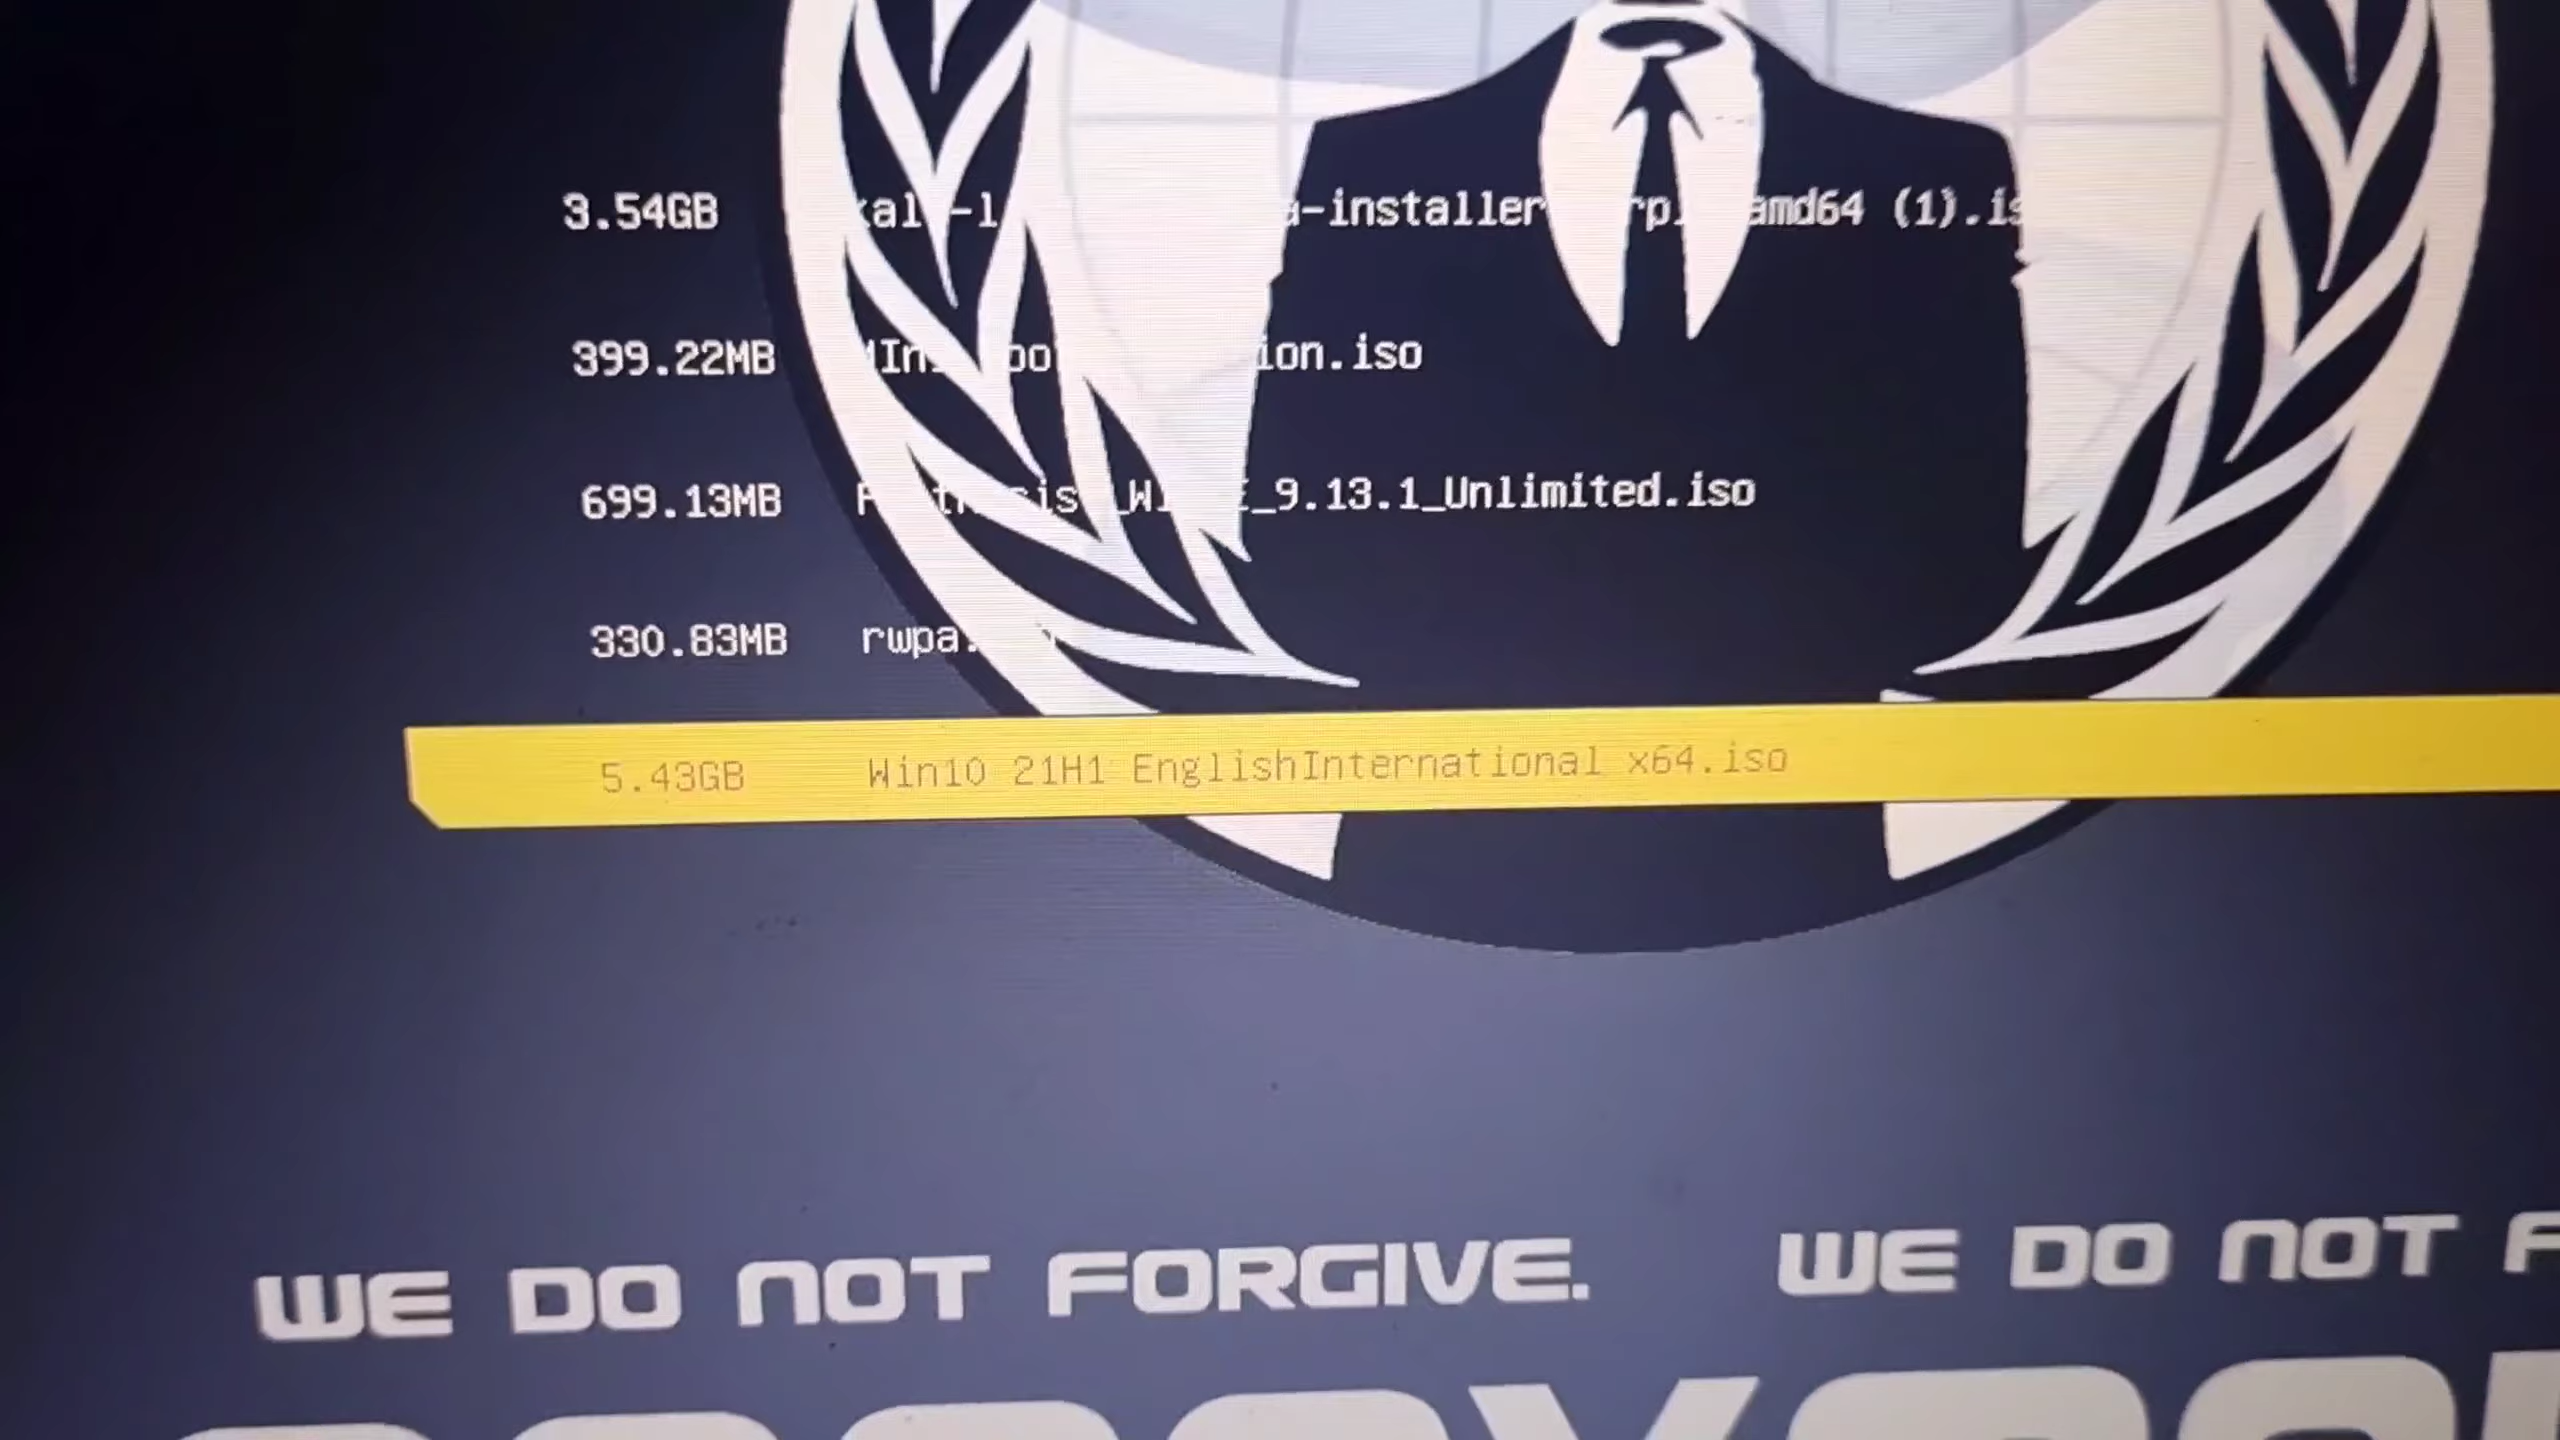 3.54GB -installer amd64 (1).is
399.22MB ion.iso
699.13MB _9.13.1_Unlimited.iso
330.83MB rwpa.
5.43GB Win10 21H1 EnglishInternational x64.iso
WE DO NOT FORGIVE. WE DO NOT F